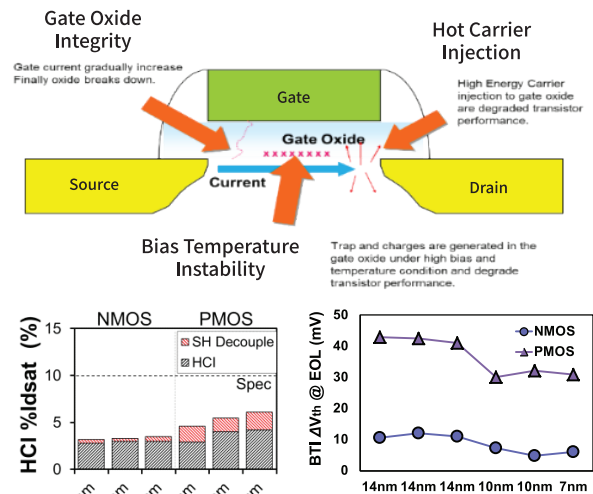 Gate Oxide
Integrity
Gate current gradually increase
Finally oxide breaks down.
Hot Carrier
Injection
High Energy Carrier
injection to gate oxide
are degraded transistor
performance.
Gate
Gate Oxide
xxxxxxxx
Source
Current
Drain
Bias Temperature
Instability
Trap and charges are generated in the
gate oxide under high bias and
temperature condition and degrade
transistor performance.
HCI %Idsat (%)
15
10
5
0
NMOS PMOS
SH Decouple
HCI
Spec
m m m m m m
BTI ΔVth @ EOL (mV)
50
40
30
20
10
0
NMOS
PMOS
14nm 14nm 14nm 10nm 10nm 7nm